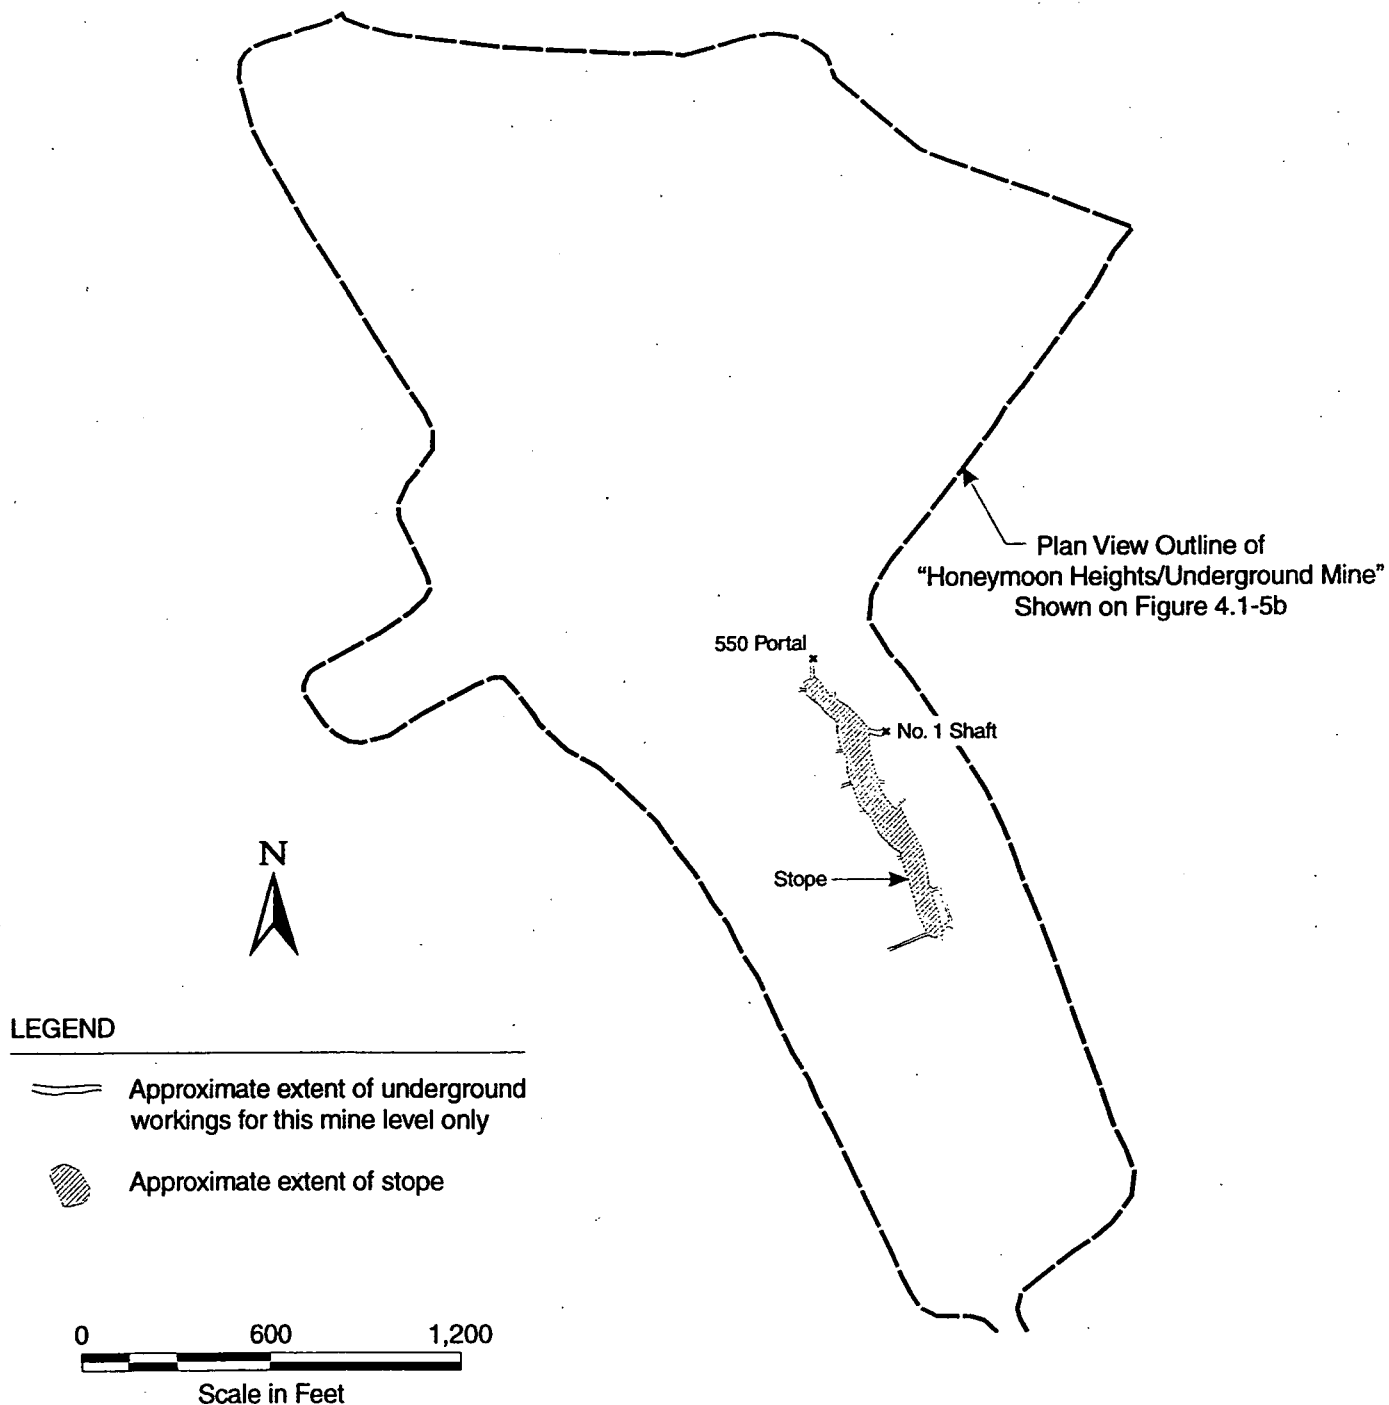 Plan View Outline of
“Honeymoon Heights/Underground Mine”
Shown on Figure 4.1-5b
550 Portal
No. 1 Shaft
Stope
N
LEGEND
Approximate extent of underground
workings for this mine level only
Approximate extent of stope
0 600 1,200
Scale in Feet